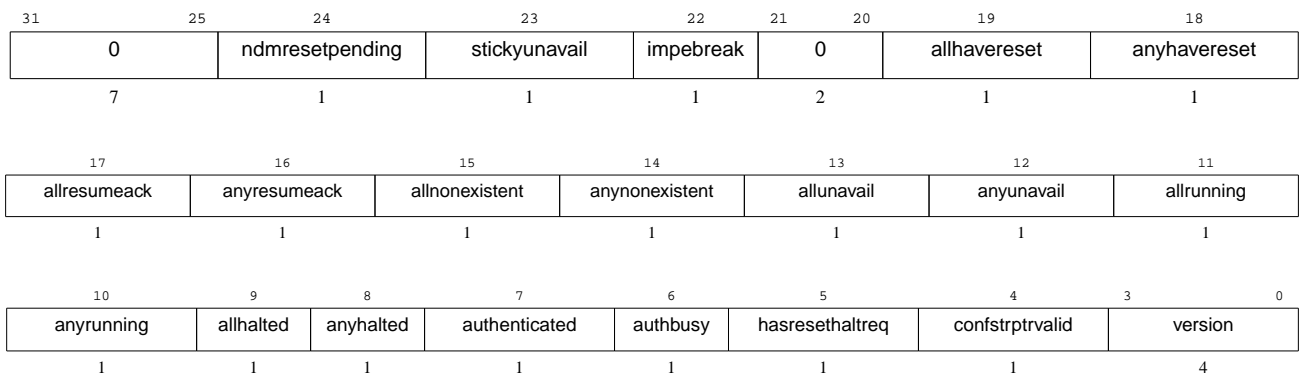 31 25 24 23 22 21 20 19 18
0 ndmresetpending stickyunavail impebreak 0 allhavereset anyhavereset
7 1 1 1 2 1 1
17 16 15 14 13 12 11
allresumeack anyresumeack allnonexistent anynonexistent allunavail anyunavail allrunning
1 1 1 1 1 1 1
10 9 8 7 6 5 4 3 0
anyrunning allhalted anyhalted authenticated authbusy hasresethaltreq confstrptrvalid version
1 1 1 1 1 1 1 4